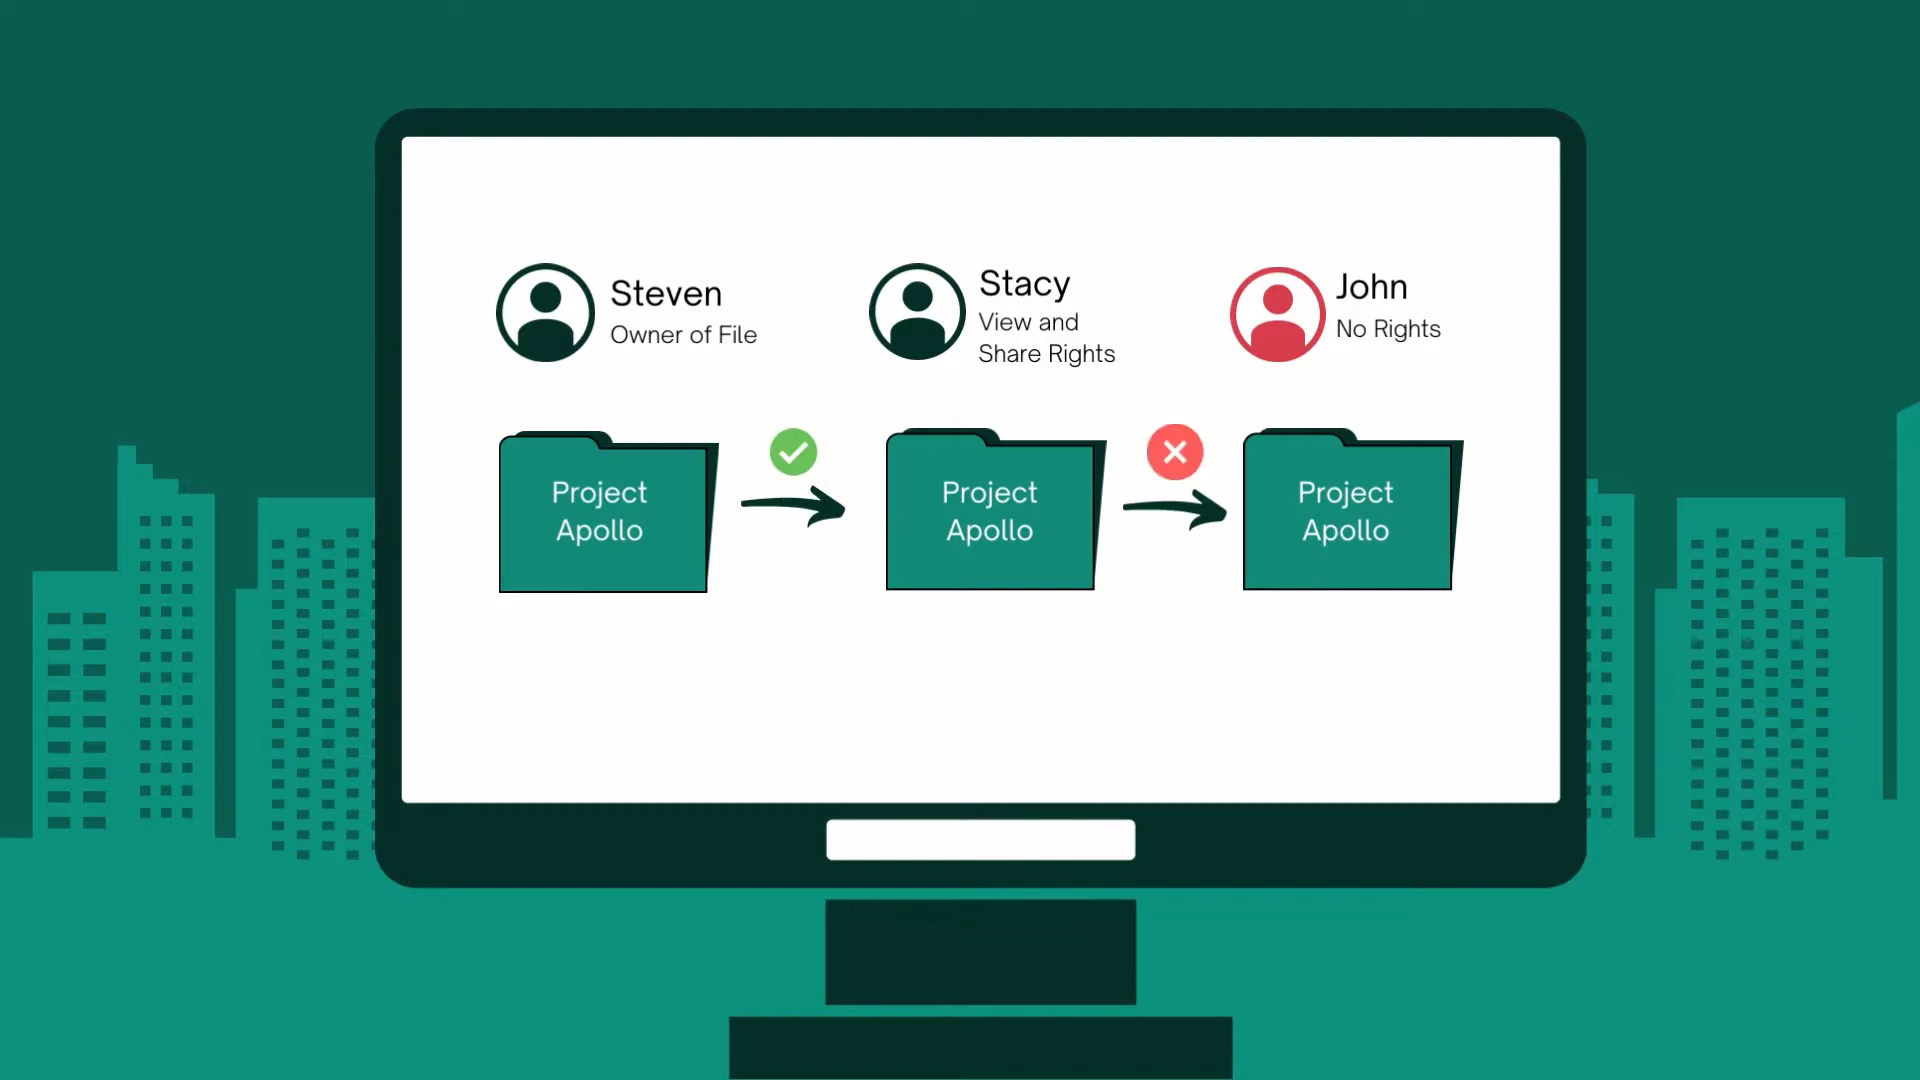 Steven
Owner of File
Stacy
View and
Share Rights
John
No Rights
Project
Apollo
Project
Apollo
Project
Apollo